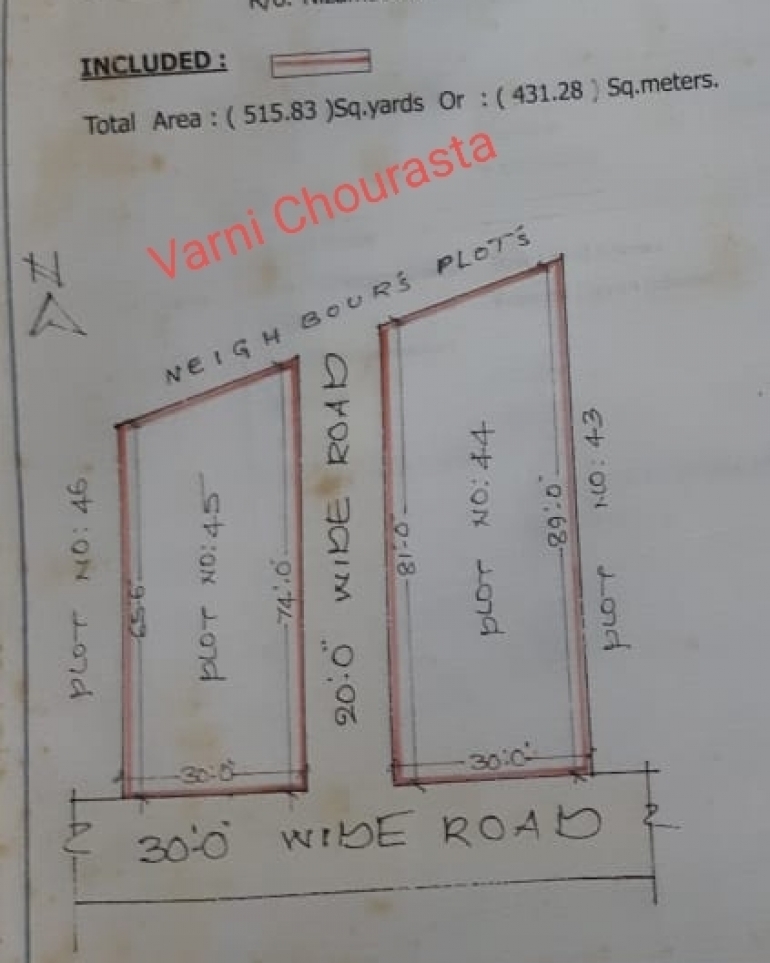 INCLUDED :
Total Area : ( 515.83 )Sq.yards Or : ( 431.28 ) Sq.meters.
Varni Chourasta
N
NEIGHBOUR'S PLOT'S
PLOT NO: 46
65'6"
PLOT NO: 45
74'.0"
20'.0" WIDE ROAD
81'-0"
PLOT NO: 44
89'.0"
PLOT NO: 43
30'.0"
30'.0"
30'.0" WIDE ROAD